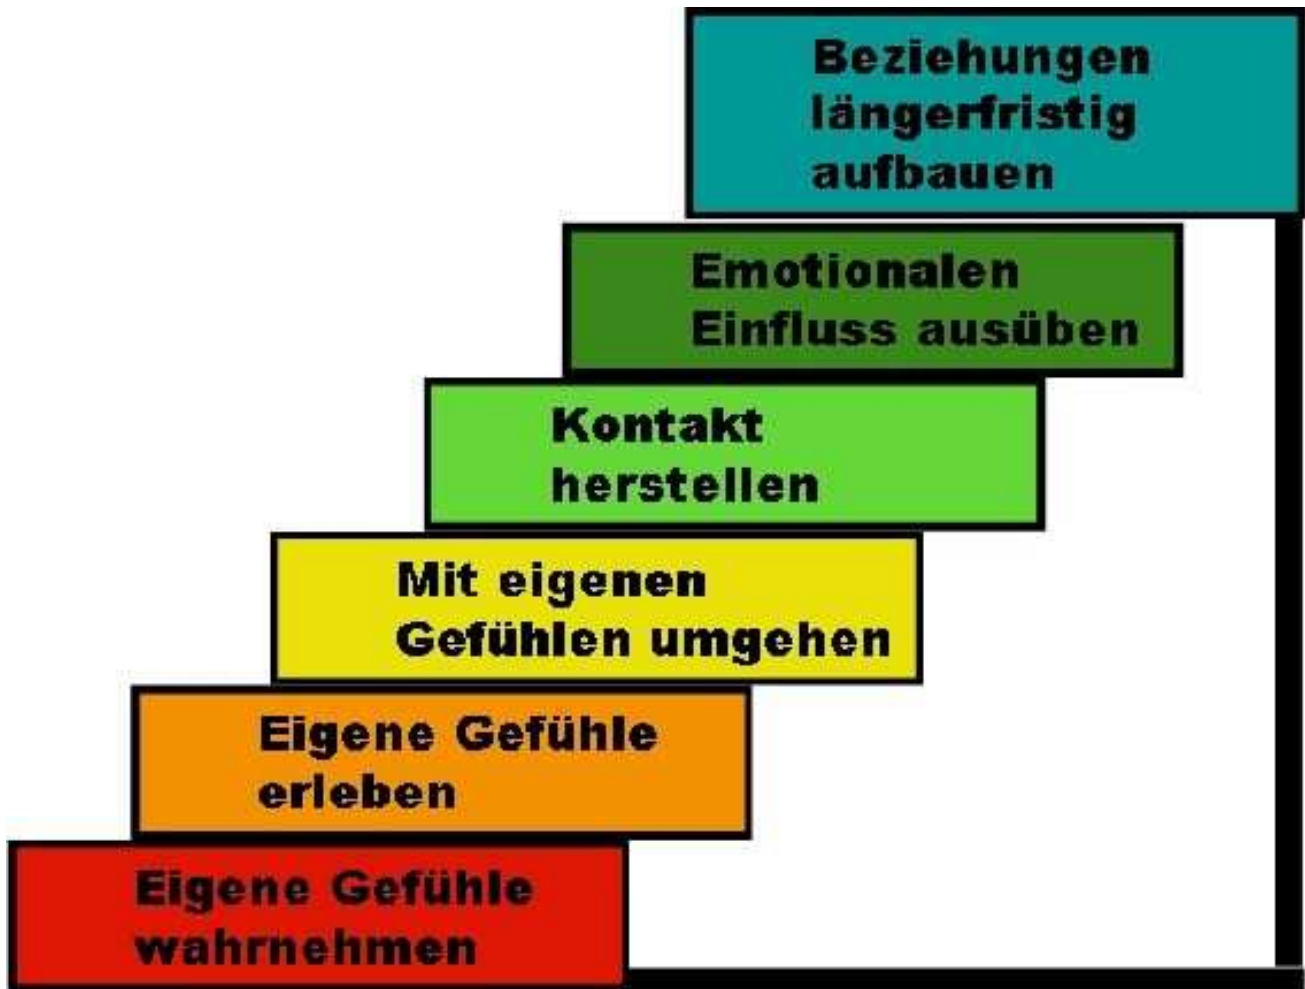 Beziehungen
längerfristig
aufbauen
Emotionalen
Einfluss ausüben
Kontakt
herstellen
Mit eigenen
Gefühlen umgehen
Eigene Gefühle
erleben
Eigene Gefühle
wahrnehmen